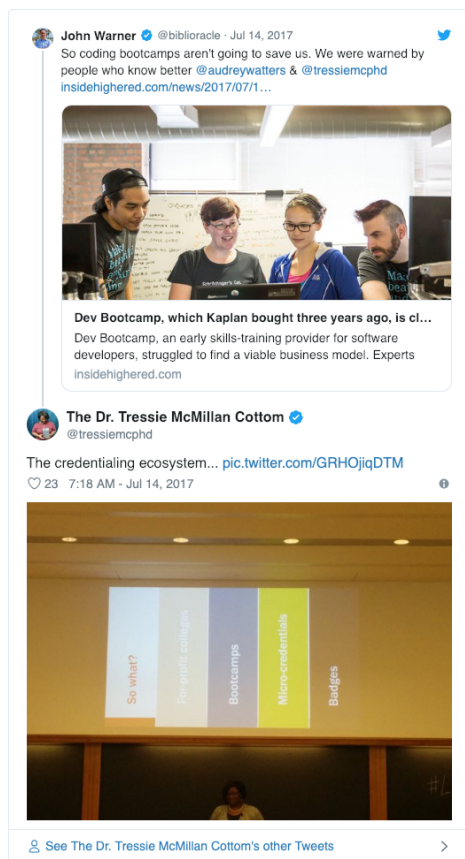 John Warner @biblioracle · Jul 14, 2017
So coding bootcamps aren't going to save us. We were warned by
people who know better @audreywatters & @tressiemcphd
insidehighered.com/news/2017/07/1…
Dev Bootcamp, which Kaplan bought three years ago, is cl...
Dev Bootcamp, an early skills-training provider for software
developers, struggled to find a viable business model. Experts
insidehighered.com
The Dr. Tressie McMillan Cottom
@tressiemcphd
The credentialing ecosystem... pic.twitter.com/GRHOjiqDTM
23 7:18 AM - Jul 14, 2017
So what?
For-profit colleges
Bootcamps
Micro-credentials
Badges
#L
See The Dr. Tressie McMillan Cottom's other Tweets